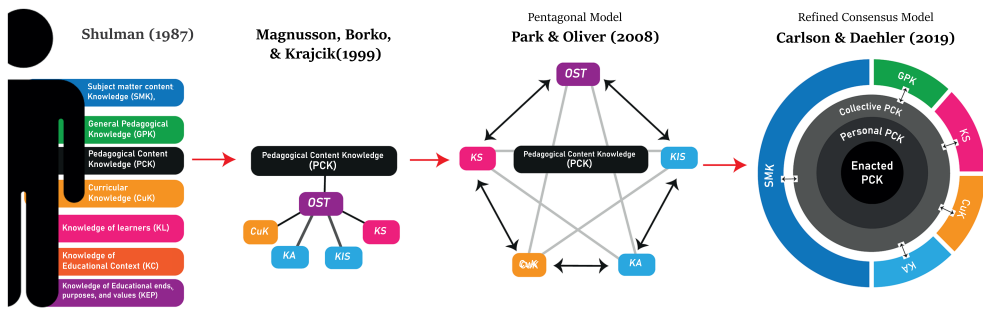 Shulman (1987)
Subject matter content
Knowledge (SMK),
General Pedagogical
Knowledge (GPK)
Pedagogical Content
Knowledge (PCK)
Curricular
Knowledge (CuK)
Knowledge of learners (KL)
Knowledge of
Educational Context (KC)
Knowledge of Educational ends,
purposes, and values (KEP)
Magnusson, Borko,
& Krajcik(1999)
Pedagogical Content Knowledge
(PCK)
OST
CuK
KS
KA
KIS
Pentagonal Model
Park & Oliver (2008)
OST
KS
Pedagogical Content Knowledge
(PCK)
KIS
CuK
KA
Refined Consensus Model
Carlson & Daehler (2019)
GPK
KS
CuK
KA
SMK
Collective PCK
Personal PCK
Enacted
PCK